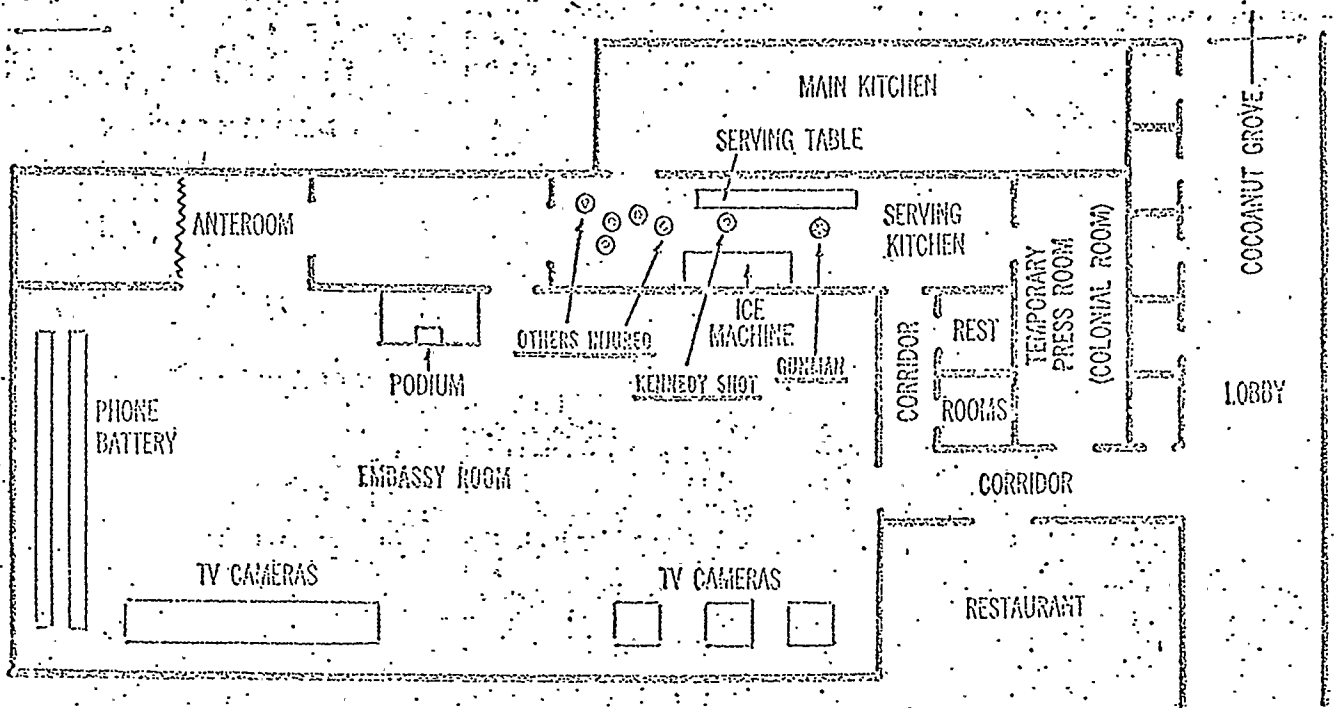 MAIN KITCHEN
SERVING TABLE
COCOANUT GROVE
ANTEROOM
SERVING
KITCHEN
TEMPORARY
PRESS ROOM
(COLONIAL ROOM)
ICE
MACHINE
OTHERS INJURED
KENNEDY SHOT
GUNMAN
CORRIDOR
REST
ROOMS
PODIUM
LOBBY
PHONE
BATTERY
EMBASSY ROOM
CORRIDOR
TV CAMERAS
TV CAMERAS
RESTAURANT